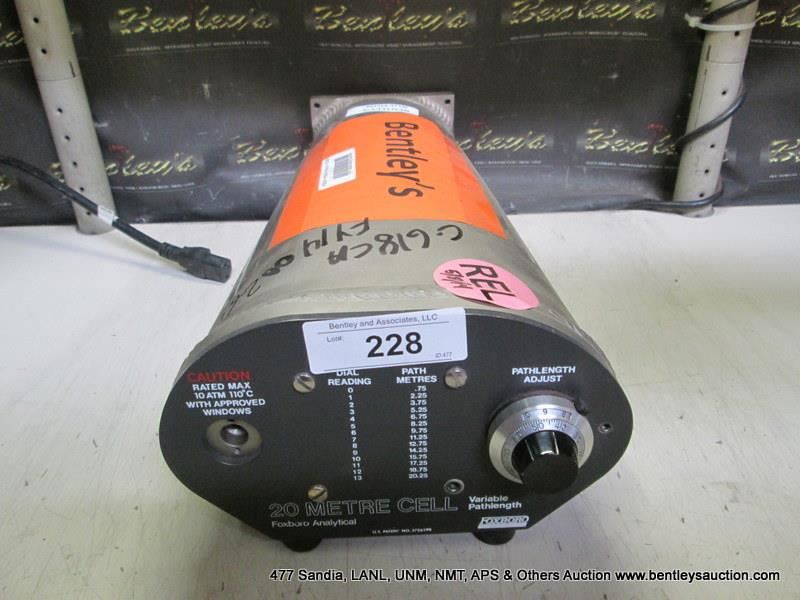 Bentley's
C-618CA
FY14
REL
Bentley and Associates, LLC
Lot#:
228
ID:477
CAUTION
RATED MAX
10 ATM 110°C
WITH APPROVED
WINDOWS
DIAL READING PATH METRES
0 .75
1 2.25
2 3.75
3 5.25
4 6.75
5 8.25
6 9.75
7 11.25
8 12.75
9 14.25
10 15.75
11 17.25
12 18.75
13 20.25
PATHLENGTH
ADJUST
20 METRE CELL
Variable
Pathlength
Foxboro Analytical
FOXBORO
477 Sandia, LANL, UNM, NMT, APS & Others Auction www.bentleysauction.com